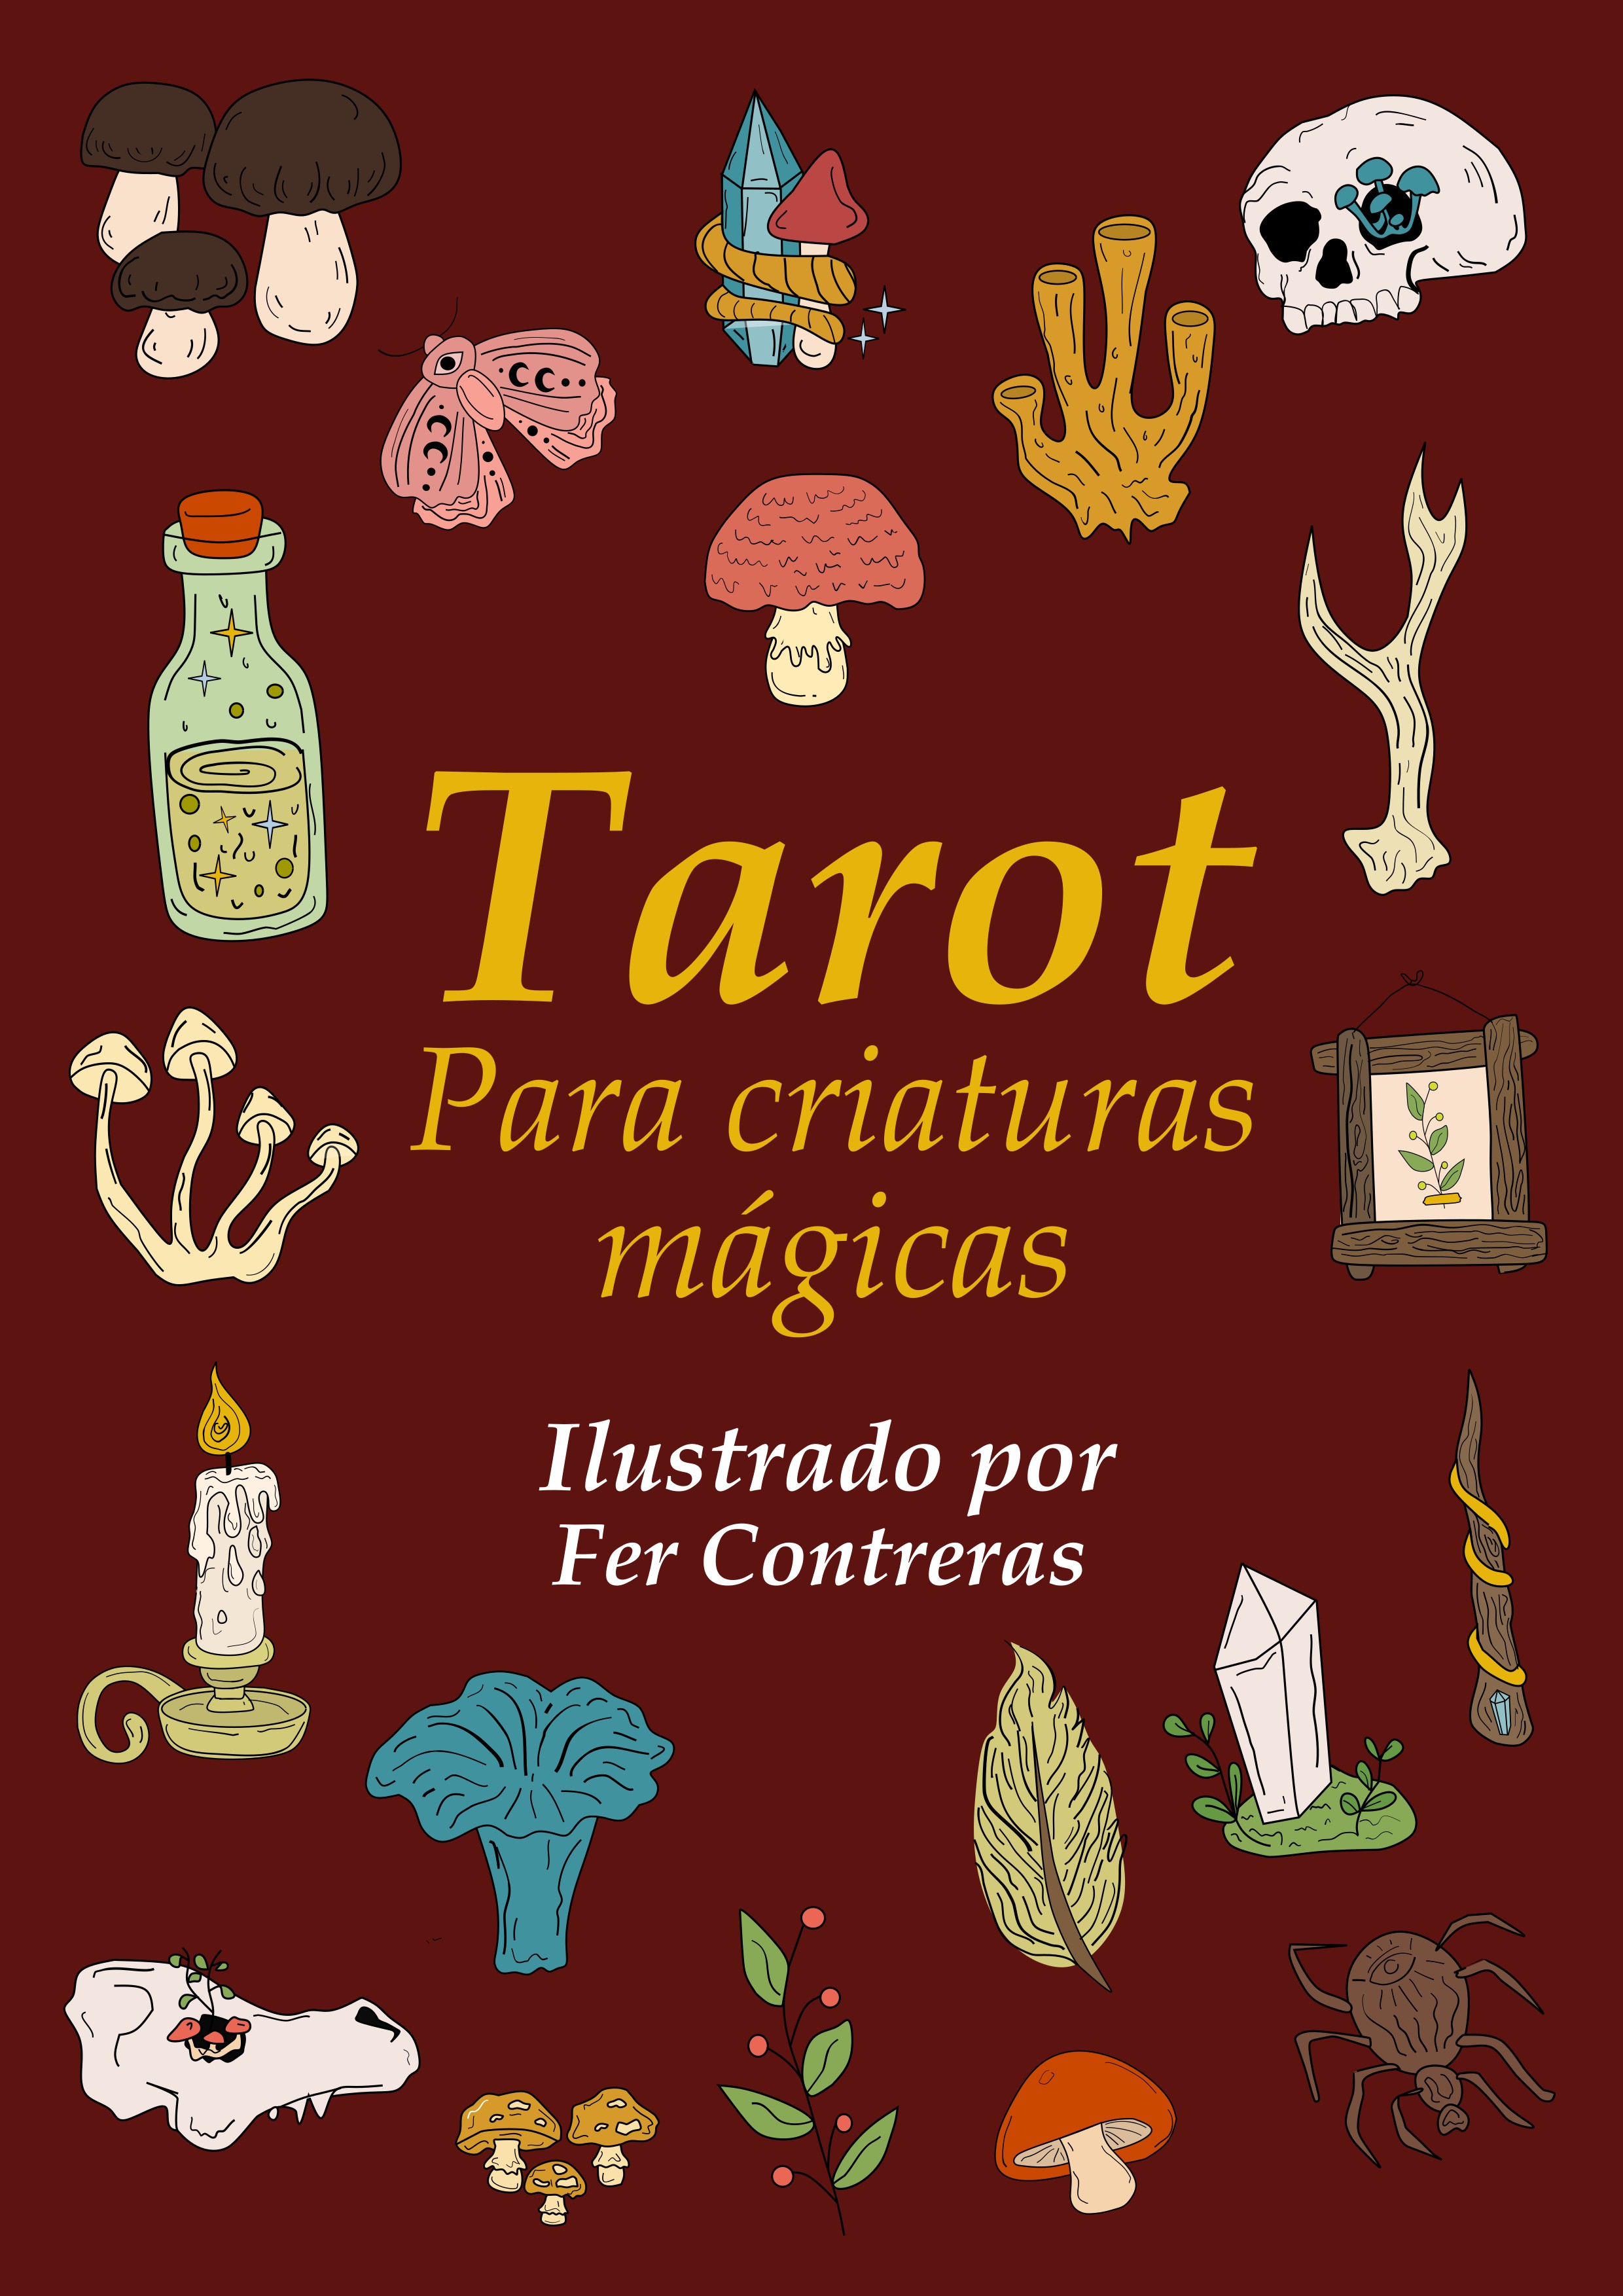 Tarot
Para criaturas
mágicas
Ilustrado por
Fer Contreras